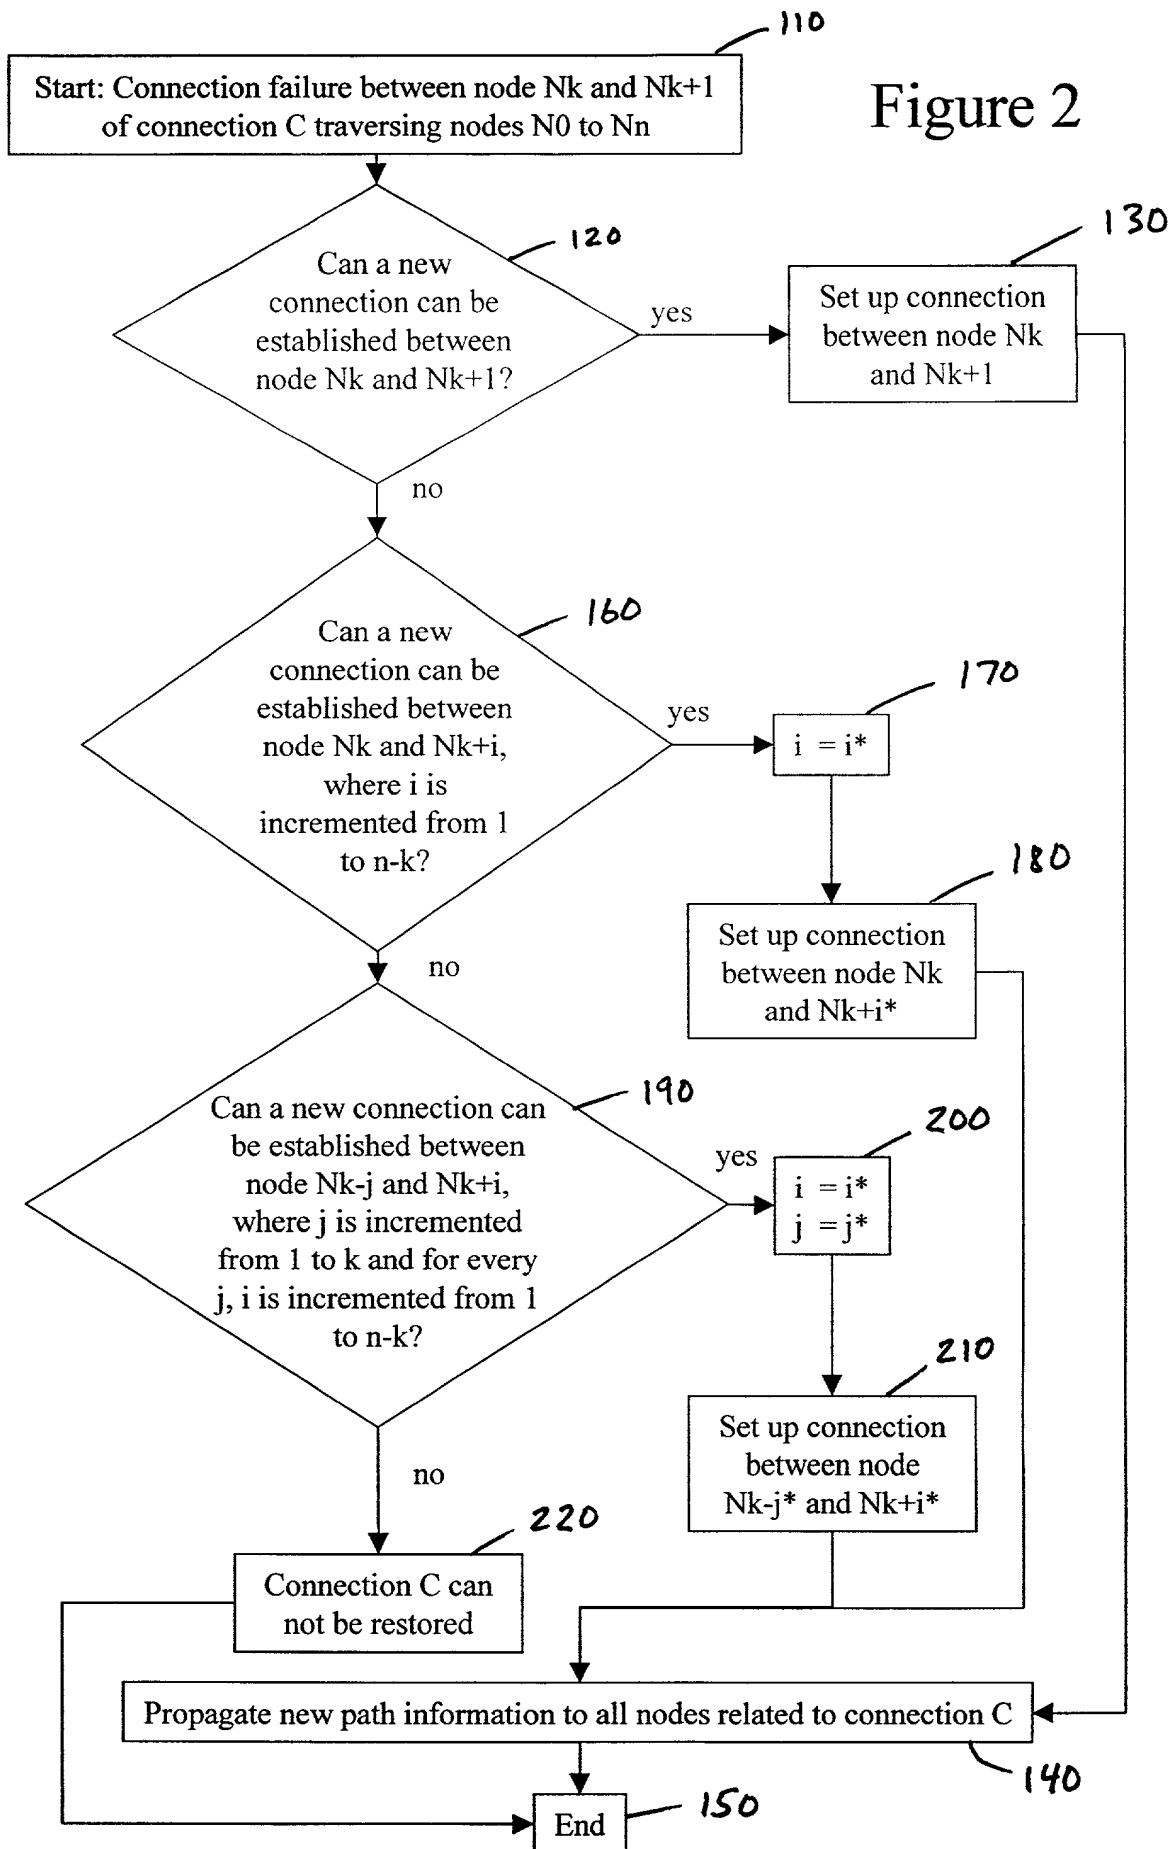 110
Start: Connection failure between node Nk and Nk+1
of connection C traversing nodes N0 to Nn
Figure 2
120
Can a new
connection can be
established between
node Nk and Nk+1?
yes
130
Set up connection
between node Nk
and Nk+1
no
160
Can a new
connection can be
established between
node Nk and Nk+i,
where i is
incremented from 1
to n-k?
yes
170
i = i*
180
Set up connection
between node Nk
and Nk+i*
no
190
Can a new connection can
be established between
node Nk-j and Nk+i,
where j is incremented
from 1 to k and for every
j, i is incremented from 1
to n-k?
yes
200
i = i*
j = j*
210
Set up connection
between node
Nk-j* and Nk+i*
no
220
Connection C can
not be restored
Propagate new path information to all nodes related to connection C
140
End
150